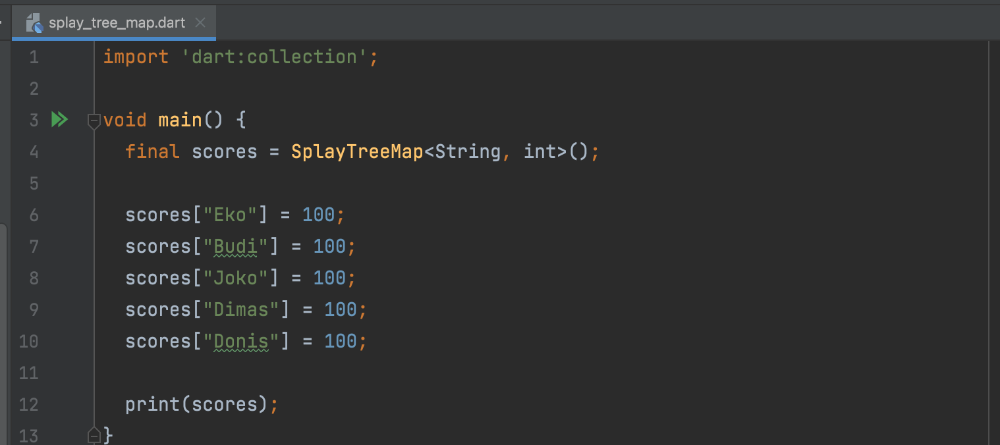 splay_tree_map.dart
1 import 'dart:collection';
2
3 void main() {
4 final scores = SplayTreeMap<String, int>();
5
6 scores["Eko"] = 100;
7 scores["Budi"] = 100;
8 scores["Joko"] = 100;
9 scores["Dimas"] = 100;
10 scores["Donis"] = 100;
11
12 print(scores);
13 }